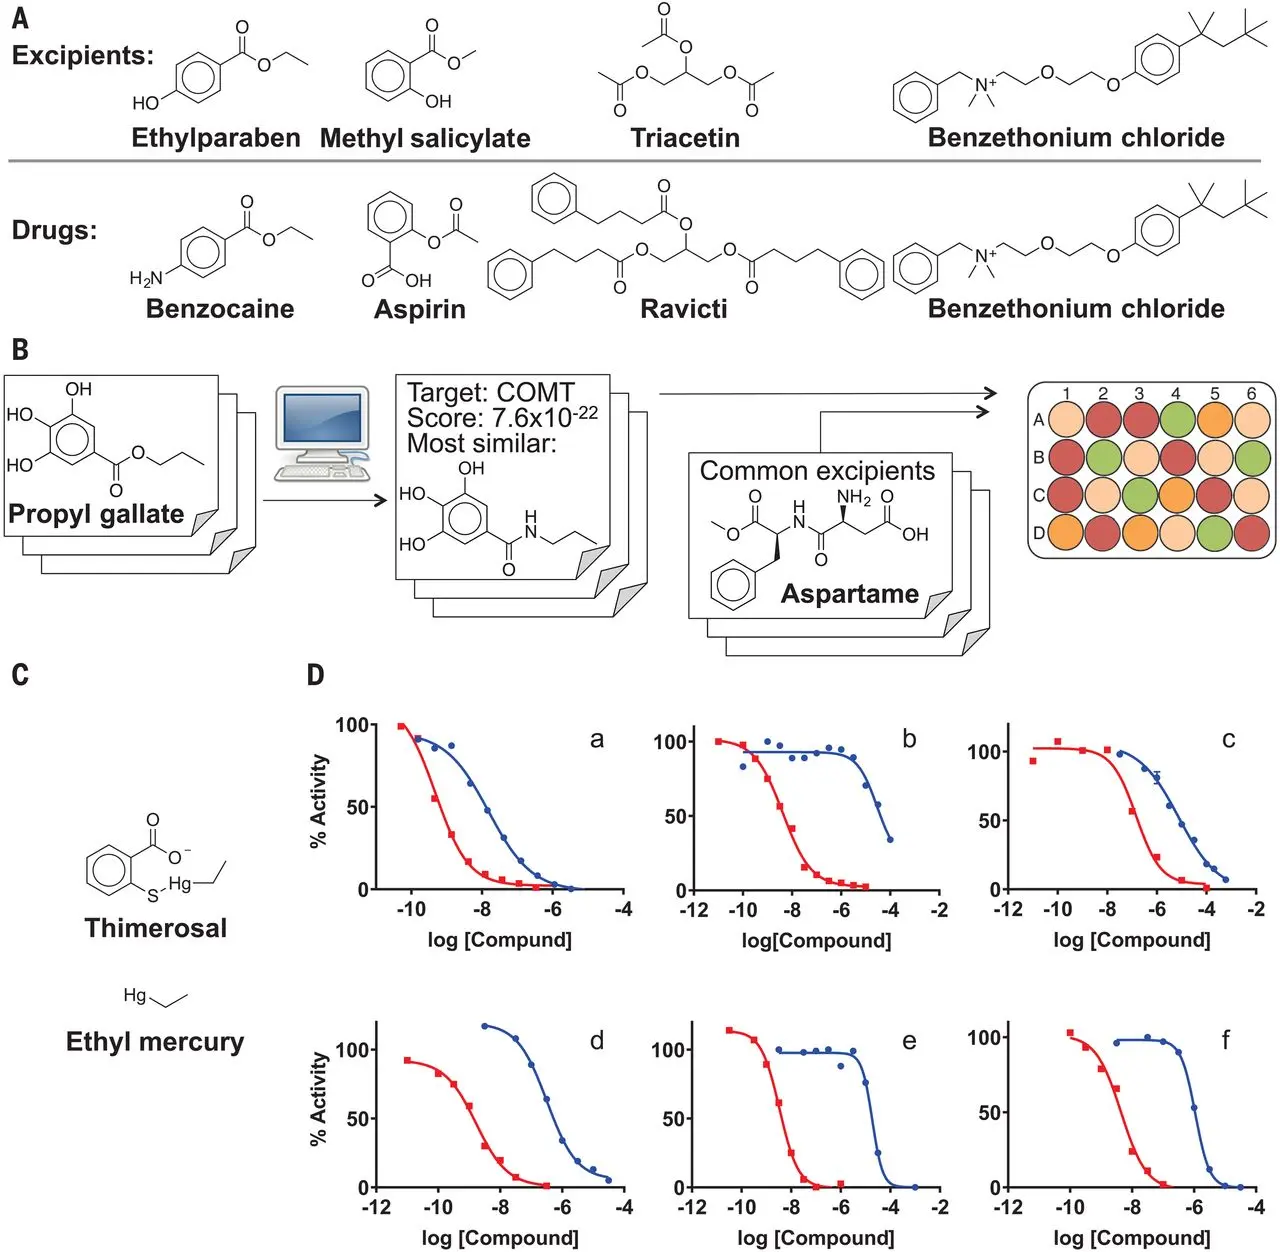 A
Excipients:
O
O
HO
Ethylparaben
O
O
OH
Methyl salicylate
O
O
O
O
O
O
Triacetin
N+
O
O
Benzethonium chloride
Drugs:
O
O
H2N
Benzocaine
O
O
O
OH
Aspirin
O
O
O
O
O
O
Ravicti
N+
O
O
Benzethonium chloride
B
OH
HO
HO
O
O
Propyl gallate
Target: COMT
Score: 7.6x10-22
Most similar:
OH
HO
HO
H
N
O
Common excipients
O
NH2
O
H
N
O
O
OH
Aspartame
1 2 3 4 5 6
A
B
C
D
C
O
O−
S
Hg
Thimerosal
Hg
Ethyl mercury
D
a
% Activity
100
50
0
-10 -8 -6 -4
log [Compund]
b
100
50
0
-12 -10 -8 -6 -4 -2
log[Compound]
c
100
50
0
-12 -10 -8 -6 -4 -2
log [Compound]
d
% Activity
100
50
0
-12 -10 -8 -6 -4
log [Compound]
e
100
50
0
-12 -10 -8 -6 -4 -2
log [Compound]
f
100
50
0
-12 -10 -8 -6 -4
log [Compound]